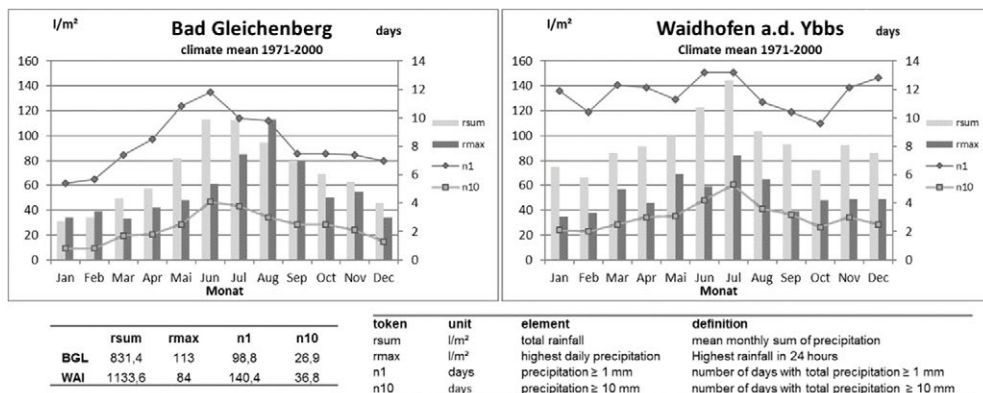 l/m² Bad Gleichenberg days
climate mean 1971-2000
160 14
140 12
120 10
100 8
80 6
60 4
40 2
20 0
0
Jan Feb Mar Apr Mai Jun Jul Aug Sep Oct Nov Dec
Monat
rsum
rmax
n1
n10
l/m² Waidhofen a.d. Ybbs days
Climate mean 1971-2000
160 14
140 12
120 10
100 8
80 6
60 4
40 2
20 0
0
Jan Feb Mar Apr Mai Jun Jul Aug Sep Oct Nov Dec
Monat
rsum
rmax
n1
n10
rsum rmax n1 n10
BGL 831,4 113 98,8 26,9
WAI 1133,6 84 140,4 36,8
token unit element definition
rsum l/m² total rainfall mean monthly sum of precipitation
rmax l/m² highest daily precipitation Highest rainfall in 24 hours
n1 days precipitation ≥ 1 mm number of days with total precipitation ≥ 1 mm
n10 days precipitation ≥ 10 mm number of days with total precipitation ≥ 10 mm